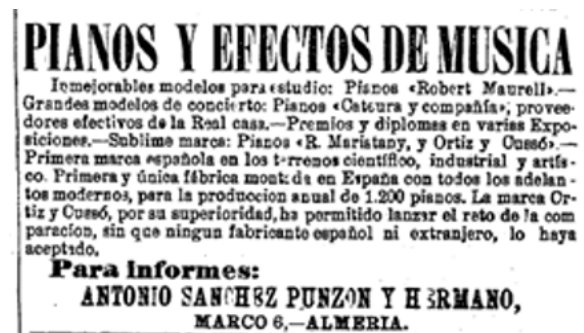 PIANOS Y EFECTOS DE MUSICA
Inmejorables modelos para estudio: Pianos «Robert Maurell».—
Grandes modelos de concierto: Pianos «Cateura y compañía»; provee-
dores efectivos de la Real casa.—Premios y diplomas en varias Expo-
siciones.—Sublime marca: Pianos «R. Maristany, y Ortiz y Cussó».—
Primera marca española en los terrenos científico, industrial y artís-
co. Primera y única fábrica montada en España con todos los adelan-
tos modernos, para la produccion anual de 1.200 pianos. La marca Or-
tiz y Cussó, por su superioridad, ha permitido lanzar el reto de la com
paracion, sin que ningun fabricante español ni extranjero, lo haya
aceptado.
Para informes:
ANTONIO SANCHEZ PUNZON Y HERMANO,
MARCO 6,—ALMERIA.